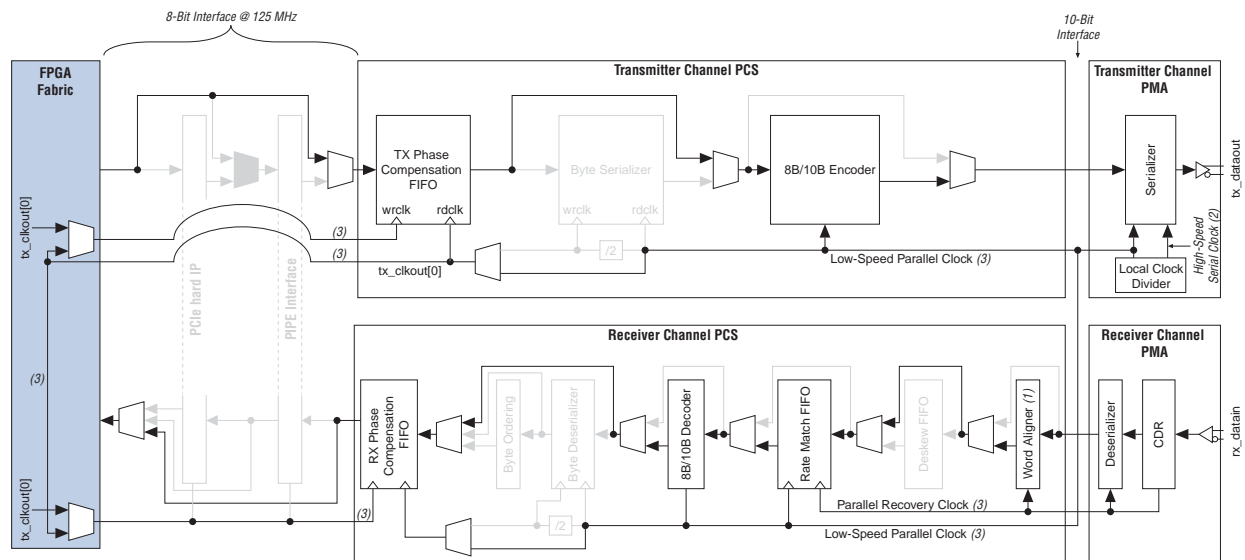 8-Bit Interface @ 125 MHz
10-Bit
Interface
FPGA
Fabric
Transmitter Channel PCS
Transmitter Channel
PMA
TX Phase
Compensation
FIFO
wrclk
rdclk
Byte Serializer
wrclk
rdclk
/2
8B/10B Encoder
Serializer
tx_dataout
High-Speed
Serial Clock (2)
Local Clock
Divider
tx_clkout[0]
(3)
(3)
tx_clkout[0]
Low-Speed Parallel Clock (3)
PCIe hard IP
PIPE Interface
(3)
Receiver Channel PCS
Receiver Channel
PMA
RX Phase
Compensation
FIFO
Byte Ordering
Byte Deserializer
8B/10B Decoder
Rate Match FIFO
Deskew FIFO
Word Aligner (1)
Deserializer
CDR
rx_datain
tx_clkout[0]
(3)
/2
Parallel Recovery Clock (3)
Low-Speed Parallel Clock (3)